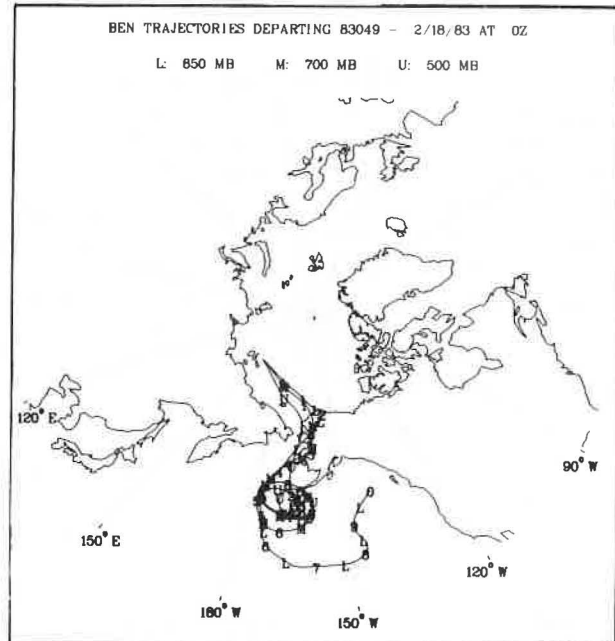 BEN TRAJECTORIES DEPARTING 83049 - 2/18/83 AT 0Z
L: 850 MB M: 700 MB U: 500 MB
120° E
90° W
150° E
120° W
180° W
150° W
L
M
U
L
7
L